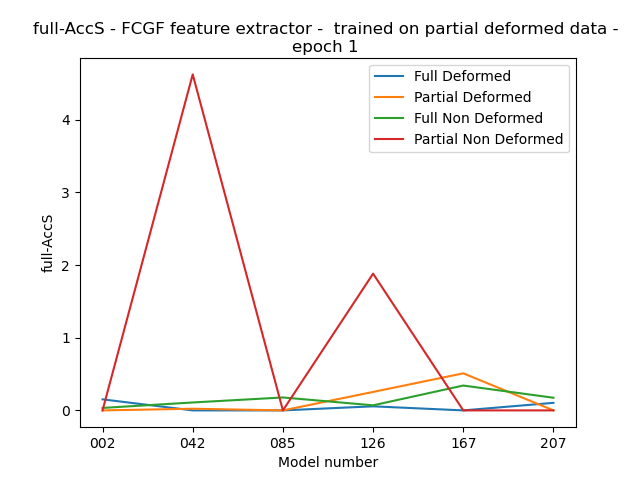 full-AccS - FCGF feature extractor -  trained on partial deformed data -
epoch 1
Full Deformed
Partial Deformed
Full Non Deformed
Partial Non Deformed
4
3
2
1
0
full-AccS
002 042 085 126 167 207
Model number